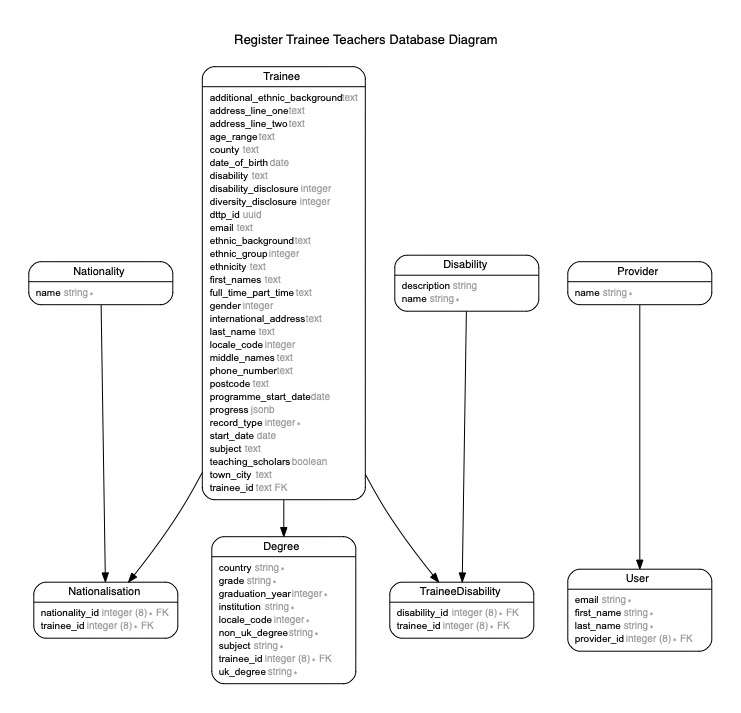 Register Trainee Teachers Database Diagram
Trainee
additional_ethnic_background text
address_line_one text
address_line_two text
age_range text
county text
date_of_birth date
disability text
disability_disclosure integer
diversity_disclosure integer
dttp_id uuid
email text
ethnic_background text
ethnic_group integer
ethnicity text
first_names text
full_time_part_time text
gender integer
international_address text
last_name text
locale_code integer
middle_names text
phone_number text
postcode text
programme_start_date date
progress jsonb
record_type integer *
start_date date
subject text
teaching_scholars boolean
town_city text
trainee_id text FK
Nationality
name string *
Disability
description string
name string *
Provider
name string *
Nationalisation
nationality_id integer (8) * FK
trainee_id integer (8) * FK
Degree
country string *
grade string *
graduation_year integer *
institution string *
locale_code integer *
non_uk_degree string *
subject string *
trainee_id integer (8) * FK
uk_degree string *
TraineeDisability
disability_id integer (8) * FK
trainee_id integer (8) * FK
User
email string *
first_name string *
last_name string *
provider_id integer (8) * FK